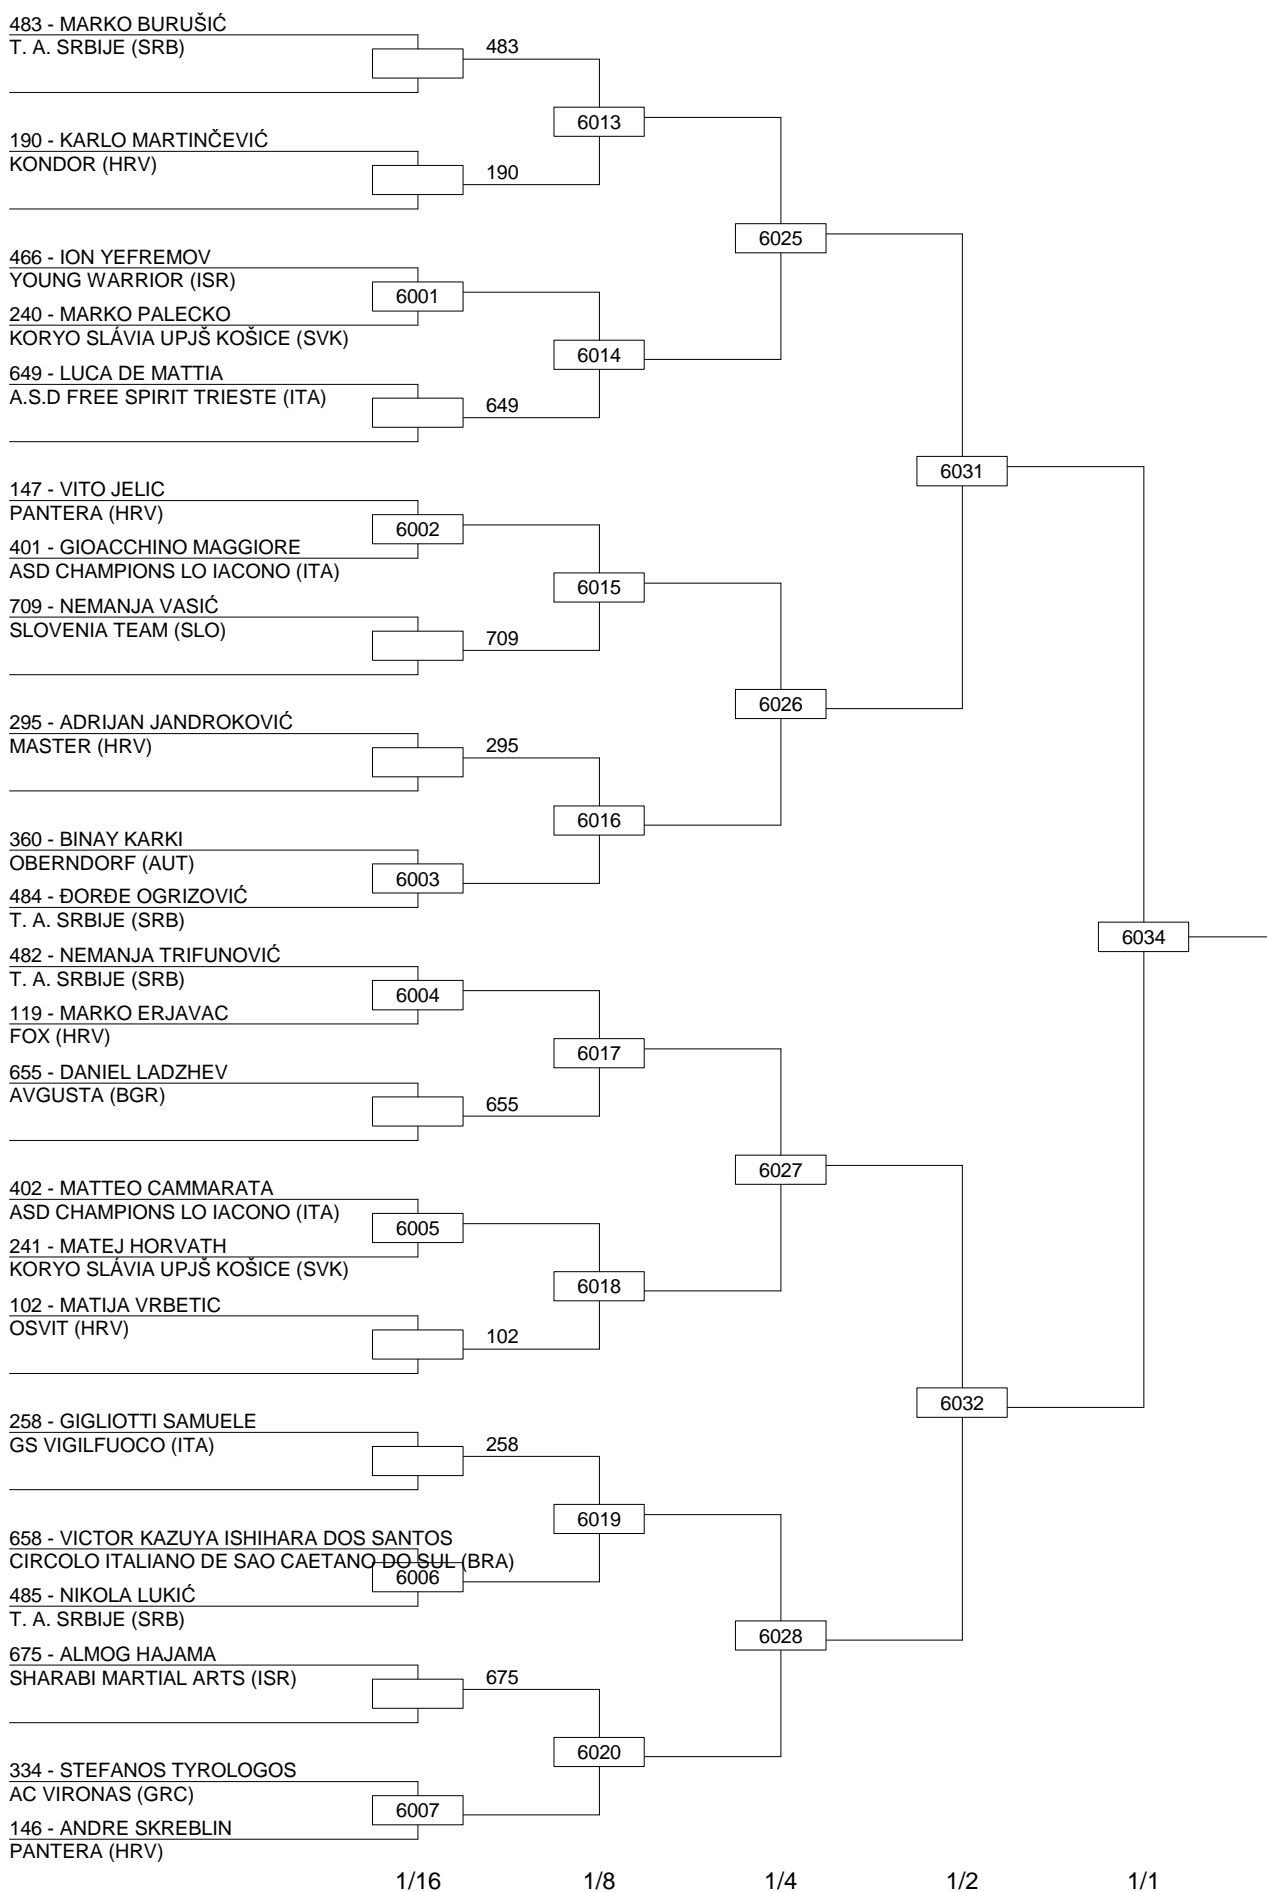 483 - MARKO BURUŠIĆ
T. A. SRBIJE (SRB)
483
6013
190 - KARLO MARTINČEVIĆ
KONDOR (HRV)
190
6025
466 - ION YEFREMOV
YOUNG WARRIOR (ISR)
6001
240 - MARKO PALECKO
KORYO SLÁVIA UPJŠ KOŠICE (SVK)
6014
649 - LUCA DE MATTIA
A.S.D FREE SPIRIT TRIESTE (ITA)
649
6031
147 - VITO JELIC
PANTERA (HRV)
6002
401 - GIOACCHINO MAGGIORE
ASD CHAMPIONS LO IACONO (ITA)
6015
709 - NEMANJA VASIĆ
SLOVENIA TEAM (SLO)
709
6026
295 - ADRIJAN JANDROKOVIĆ
MASTER (HRV)
295
6016
360 - BINAY KARKI
OBERNDORF (AUT)
6003
484 - ĐORĐE OGRIZOVIĆ
T. A. SRBIJE (SRB)
6034
482 - NEMANJA TRIFUNOVIĆ
T. A. SRBIJE (SRB)
6004
119 - MARKO ERJAVAC
FOX (HRV)
6017
655 - DANIEL LADZHEV
AVGUSTA (BGR)
655
6027
402 - MATTEO CAMMARATA
ASD CHAMPIONS LO IACONO (ITA)
6005
241 - MATEJ HORVATH
KORYO SLÁVIA UPJŠ KOŠICE (SVK)
6018
102 - MATIJA VRBETIC
OSVIT (HRV)
102
6032
258 - GIGLIOTTI SAMUELE
GS VIGILFUOCO (ITA)
258
6019
658 - VICTOR KAZUYA ISHIHARA DOS SANTOS
CIRCOLO ITALIANO DE SAO CAETANO DO SUL (BRA)
6006
485 - NIKOLA LUKIĆ
T. A. SRBIJE (SRB)
6028
675 - ALMOG HAJAMA
SHARABI MARTIAL ARTS (ISR)
675
6020
334 - STEFANOS TYROLOGOS
AC VIRONAS (GRC)
6007
146 - ANDRE SKREBLIN
PANTERA (HRV)
1/16 1/8 1/4 1/2 1/1